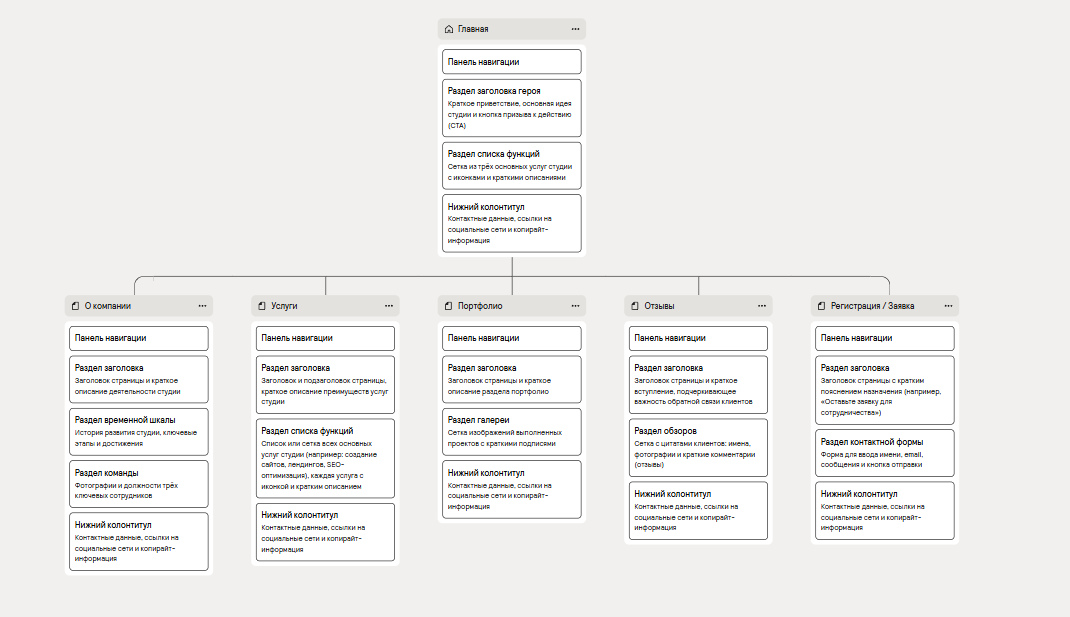 Главная
Панель навигации
Раздел заголовка героя
Краткое приветствие, основная идея
студии и кнопка призыва к действию
(CTA)
Раздел списка функций
Сетка из трёх основных услуг студии
с иконками и краткими описаниями
Нижний колонтитул
Контактные данные, ссылки на
социальные сети и копирайт-
информация
О компании
Панель навигации
Раздел заголовка
Заголовок страницы и краткое
описание деятельности студии
Раздел временной шкалы
История развития студии, ключевые
этапы и достижения
Раздел команды
Фотографии и должности трёх
ключевых сотрудников
Нижний колонтитул
Контактные данные, ссылки на
социальные сети и копирайт-
информация
Услуги
Панель навигации
Раздел заголовка
Заголовок и подзаголовок страницы,
краткое описание преимуществ услуг
студии
Раздел списка функций
Список или сетка всех основных
услуг студии (например: создание
сайтов, лендингов, SEO-
оптимизация), каждая услуга с
иконкой и кратким описанием
Нижний колонтитул
Контактные данные, ссылки на
социальные сети и копирайт-
информация
Портфолио
Панель навигации
Раздел заголовка
Заголовок страницы и краткое
описание раздела портфолио
Раздел галереи
Сетка изображений выполненных
проектов с краткими подписями
Нижний колонтитул
Контактные данные, ссылки на
социальные сети и копирайт-
информация
Отзывы
Панель навигации
Раздел заголовка
Заголовок страницы и краткое
вступление, подчеркивающее
важность обратной связи клиентов
Раздел обзоров
Сетка с цитатами клиентов: имена,
фотографии и краткие комментарии
(отзывы)
Нижний колонтитул
Контактные данные, ссылки на
социальные сети и копирайт-
информация
Регистрация / Заявка
Панель навигации
Раздел заголовка
Заголовок страницы с кратким
пояснением назначения (например,
«Оставьте заявку для
сотрудничества»)
Раздел контактной формы
Форма для ввода имени, email,
сообщения и кнопка отправки
Нижний колонтитул
Контактные данные, ссылки на
социальные сети и копирайт-
информация